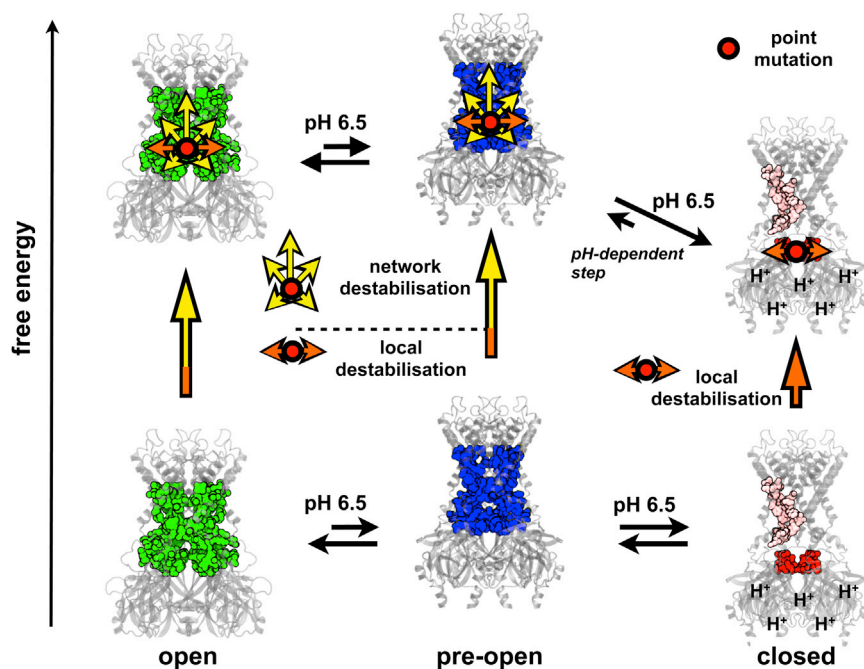 point
mutation
pH 6.5
pH 6.5
pH-dependent
step
free energy
network
destabilisation
local
destabilisation
local
destabilisation
H+ H+ H+
H+ H+
pH 6.5
pH 6.5
H+ H+ H+
H+ H+
open
pre-open
closed